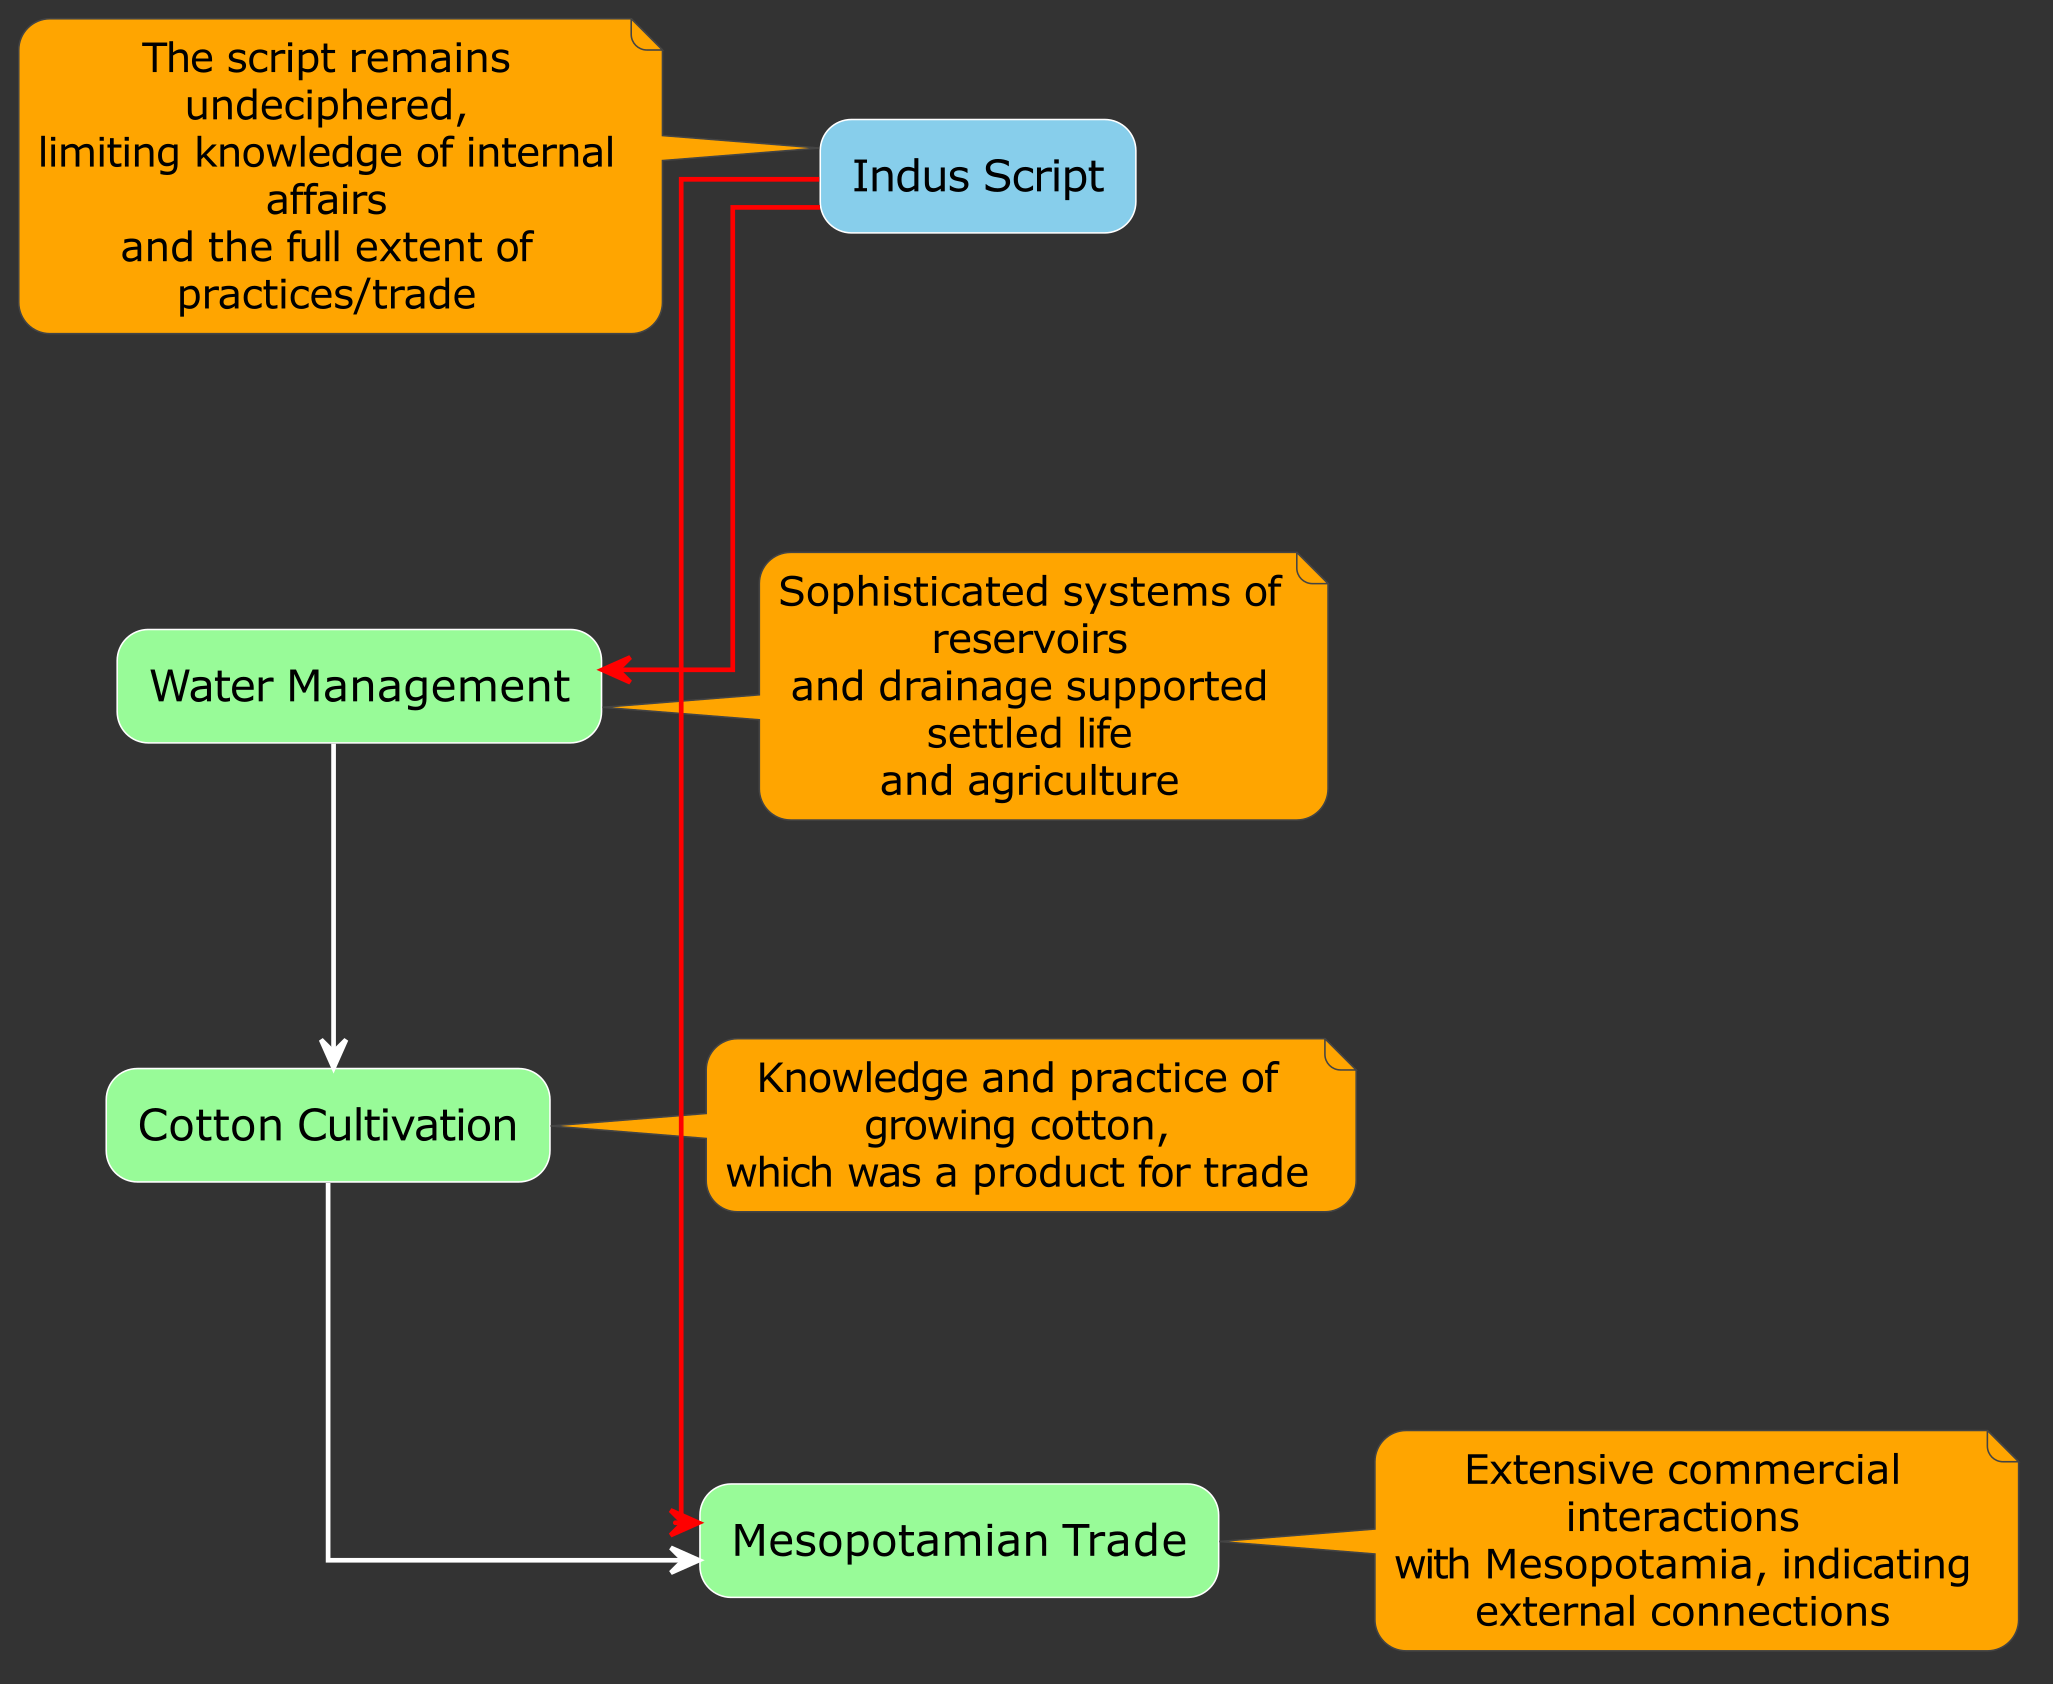 The script remains
undeciphered,
limiting knowledge of internal
affairs
and the full extent of
practices/trade
Indus Script
Water Management
Sophisticated systems of
reservoirs
and drainage supported
settled life
and agriculture
Cotton Cultivation
Knowledge and practice of
growing cotton,
which was a product for trade
Mesopotamian Trade
Extensive commercial
interactions
with Mesopotamia, indicating
external connections